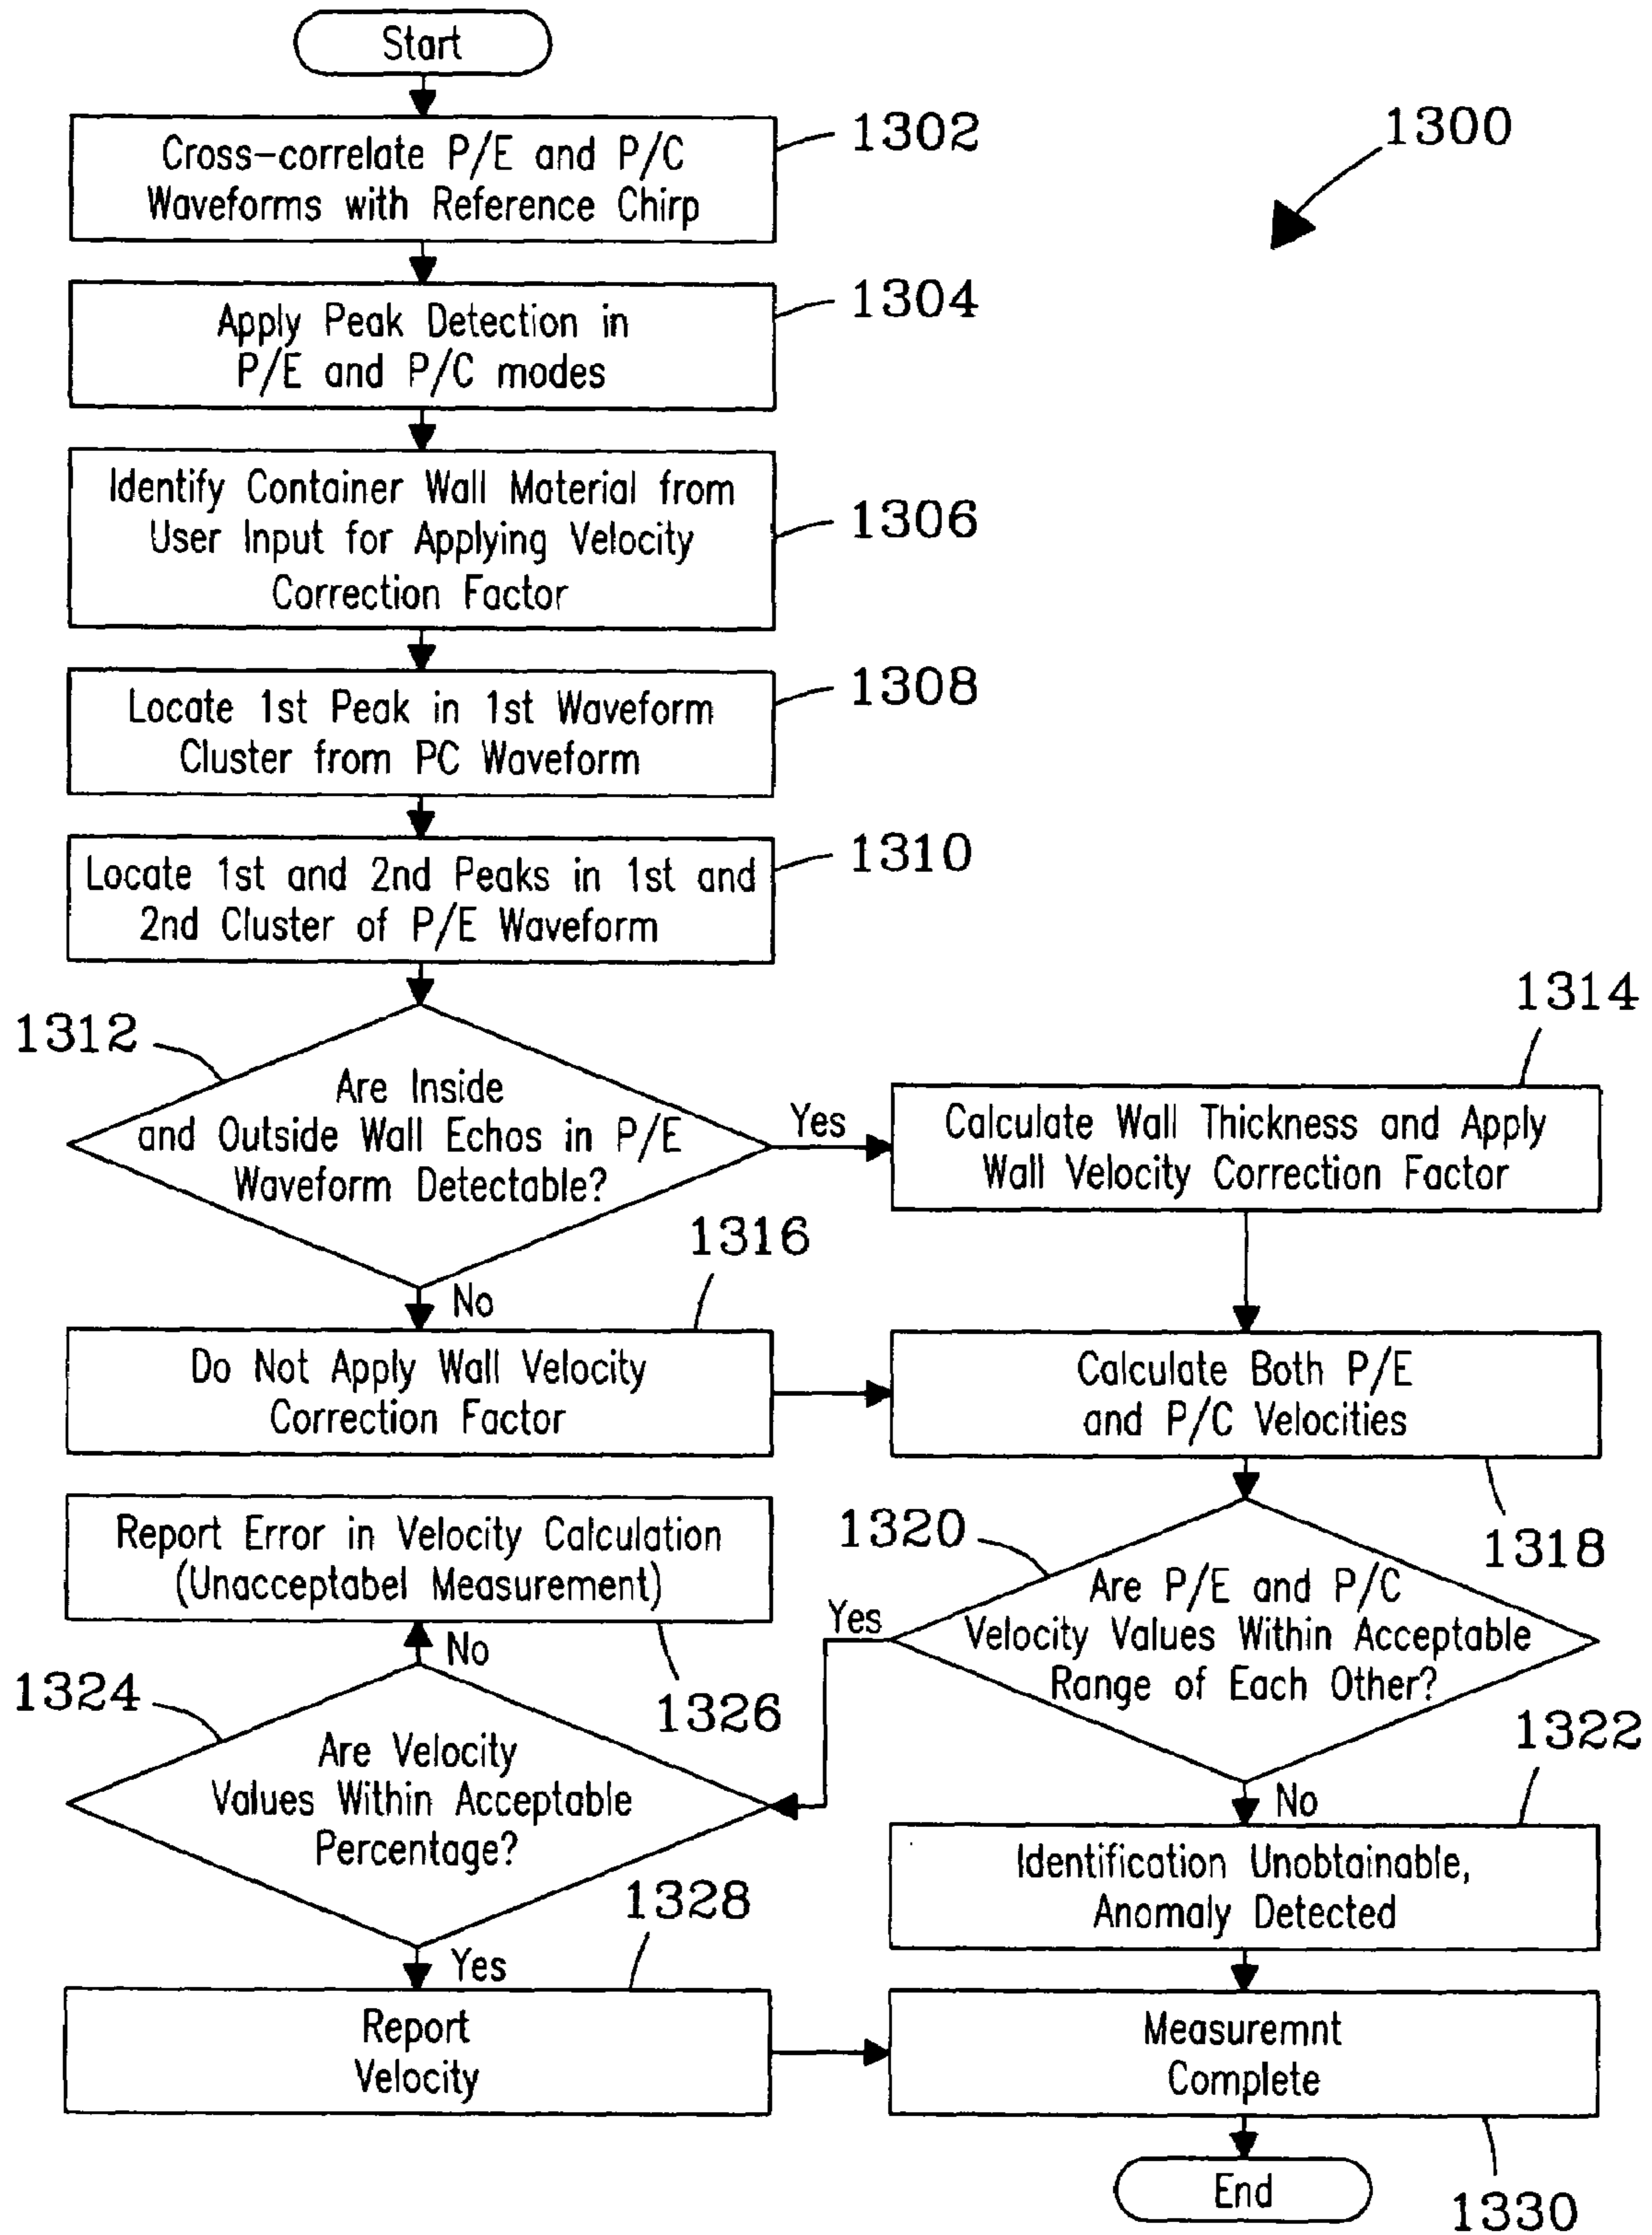 Start
Cross-correlate P/E and P/C
Waveforms with Reference Chirp
1302
1300
Apply Peak Detection in
P/E and P/C modes
1304
Identify Container Wall Material from
User Input for Applying Velocity
Correction Factor
1306
Locate 1st Peak in 1st Waveform
Cluster from PC Waveform
1308
Locate 1st and 2nd Peaks in 1st and
2nd Cluster of P/E Waveform
1310
1312
Are Inside
and Outside Wall Echos in P/E
Waveform Detectable?
Yes
1314
Calculate Wall Thickness and Apply
Wall Velocity Correction Factor
No
1316
Do Not Apply Wall Velocity
Correction Factor
Calculate Both P/E
and P/C Velocities
1318
1320
Are P/E and P/C
Velocity Values Within Acceptable
Range of Each Other?
Yes
No
1322
Identification Unobtainable,
Anomaly Detected
Report Error in Velocity Calculation
(Unacceptabel Measurement)
1326
No
1324
Are Velocity
Values Within Acceptable
Percentage?
Yes
1328
Report
Velocity
Measuremnt
Complete
1330
End